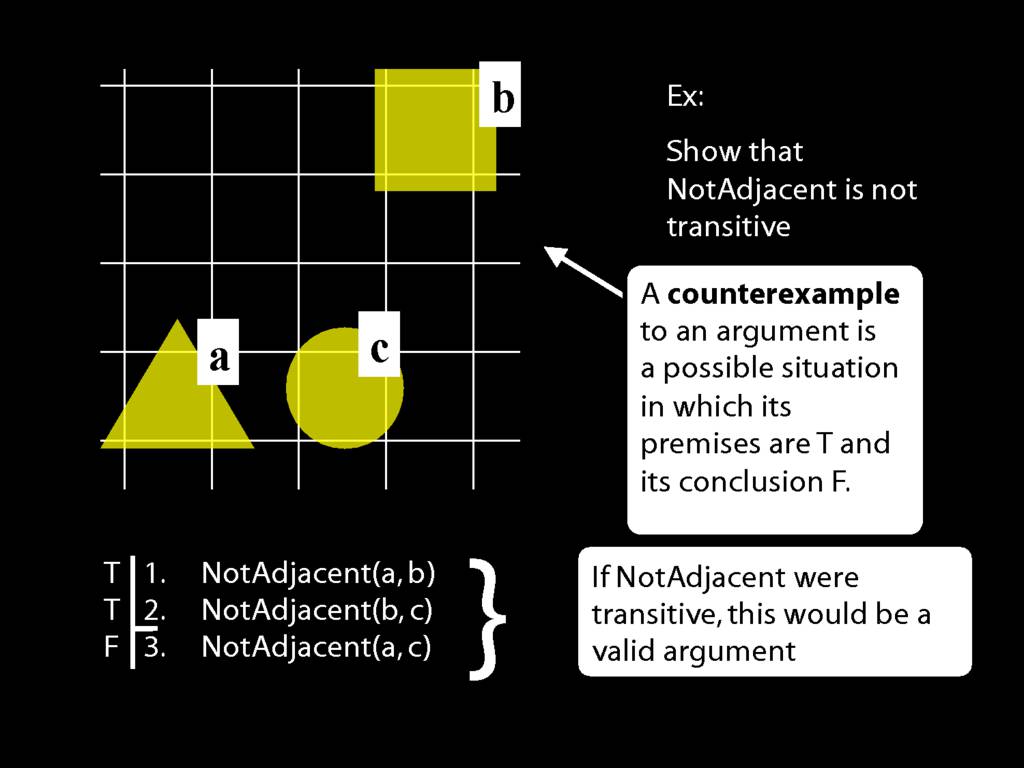 b
a
c
Ex:
Show that
NotAdjacent is not
transitive
A counterexample
to an argument is
a possible situation
in which its
premises are T and
its conclusion F.
T 1. NotAdjacent(a, b)
T 2. NotAdjacent(b, c)
F 3. NotAdjacent(a, c)
}
If NotAdjacent were
transitive, this would be a
valid argument